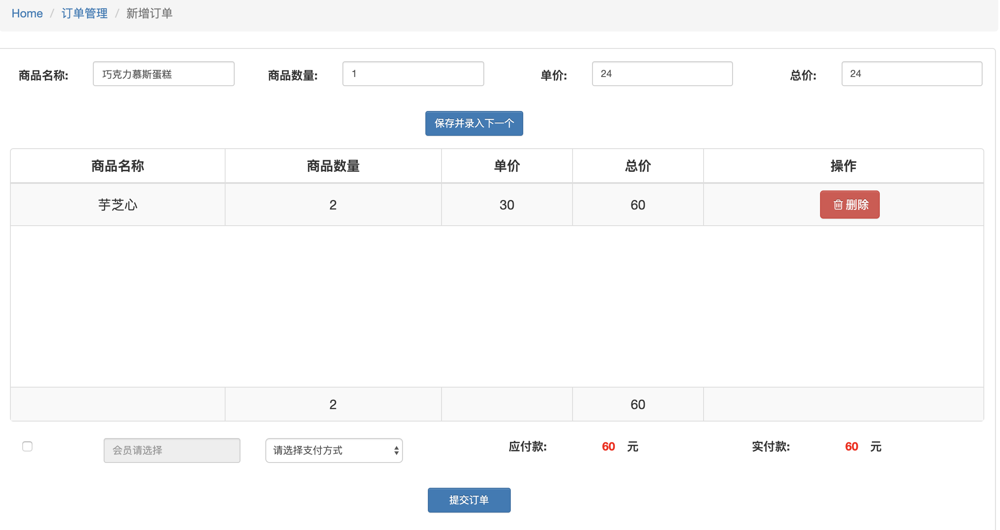 Home / 订单管理 / 新增订单
商品名称: 巧克力慕斯蛋糕 商品数量: 1 单价: 24 总价: 24
保存并录入下一个
商品名称 商品数量 单价 总价 操作
芋芝心 2 30 60 删除
2 60
会员请选择 请选择支付方式 应付款: 60 元 实付款: 60 元
提交订单